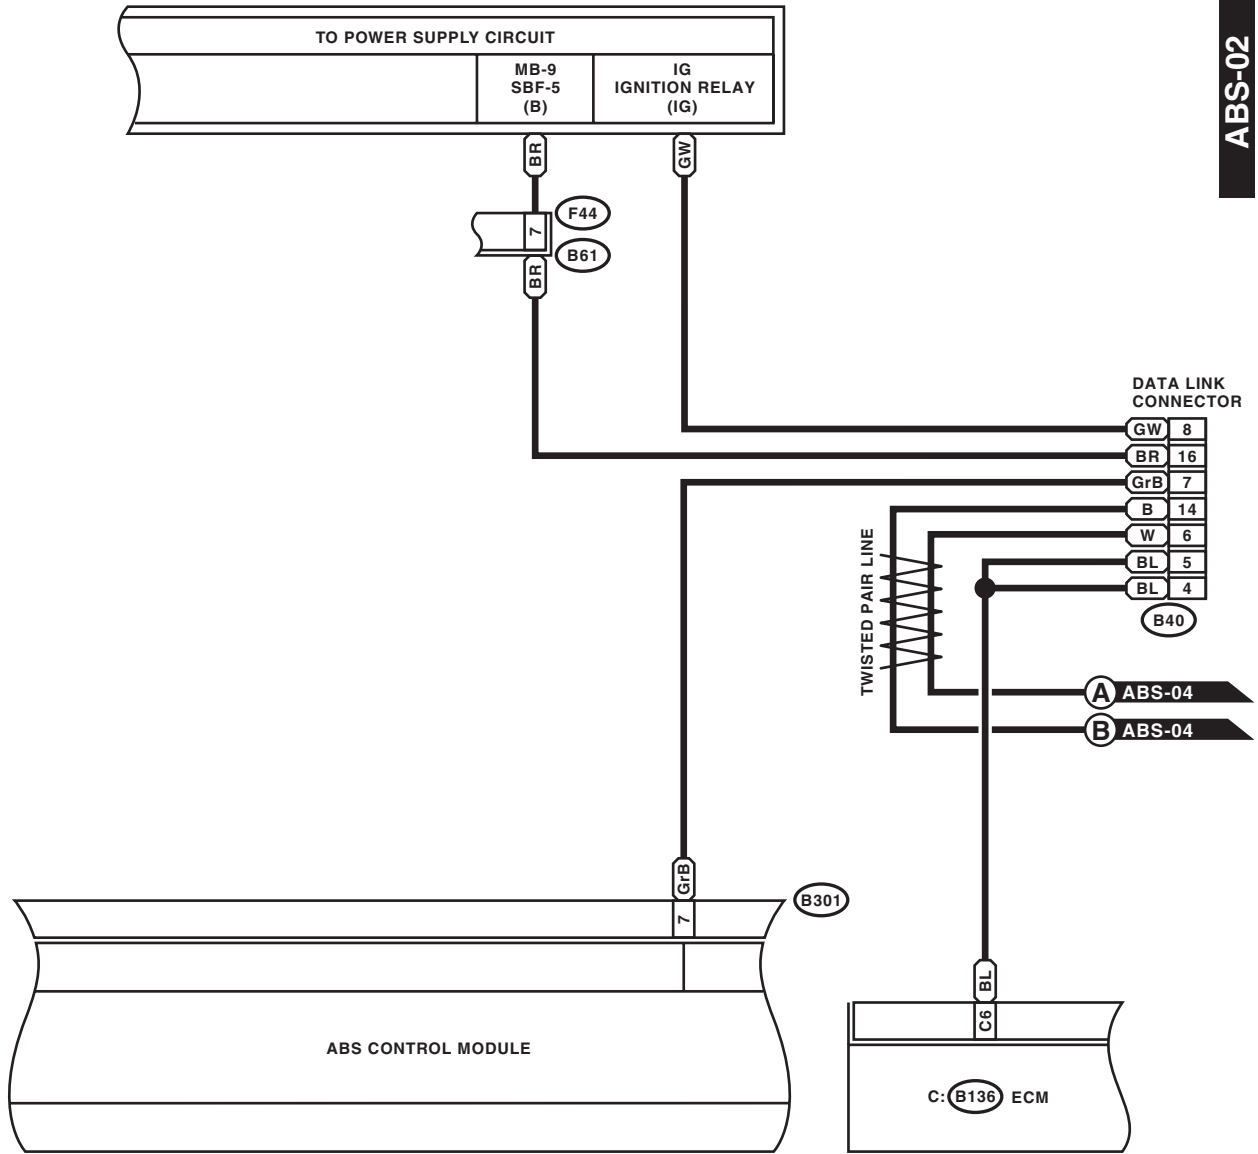 ABS-02
TO POWER SUPPLY CIRCUIT
MB-9
SBF-5
(B)
IG
IGNITION RELAY
(IG)
BR
GW
7
F44
B61
BR
DATA LINK
CONNECTOR
GW 8
BR 16
GrB 7
B 14
W 6
BL 5
BL 4
B40
TWISTED PAIR LINE
A ABS-04
B ABS-04
GrB
7
B301
BL
C6
ABS CONTROL MODULE
C: B136 ECM